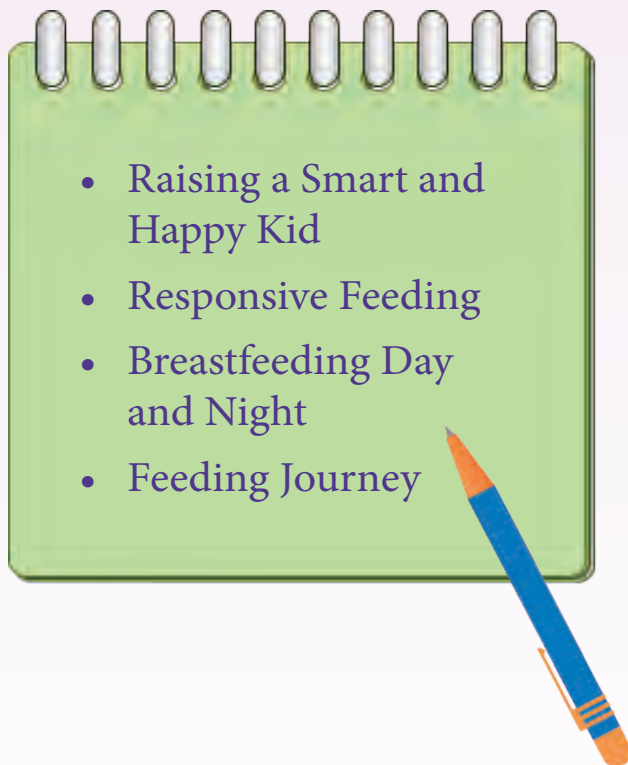 • Raising a Smart and
Happy Kid
• Responsive Feeding
• Breastfeeding Day
and Night
• Feeding Journey